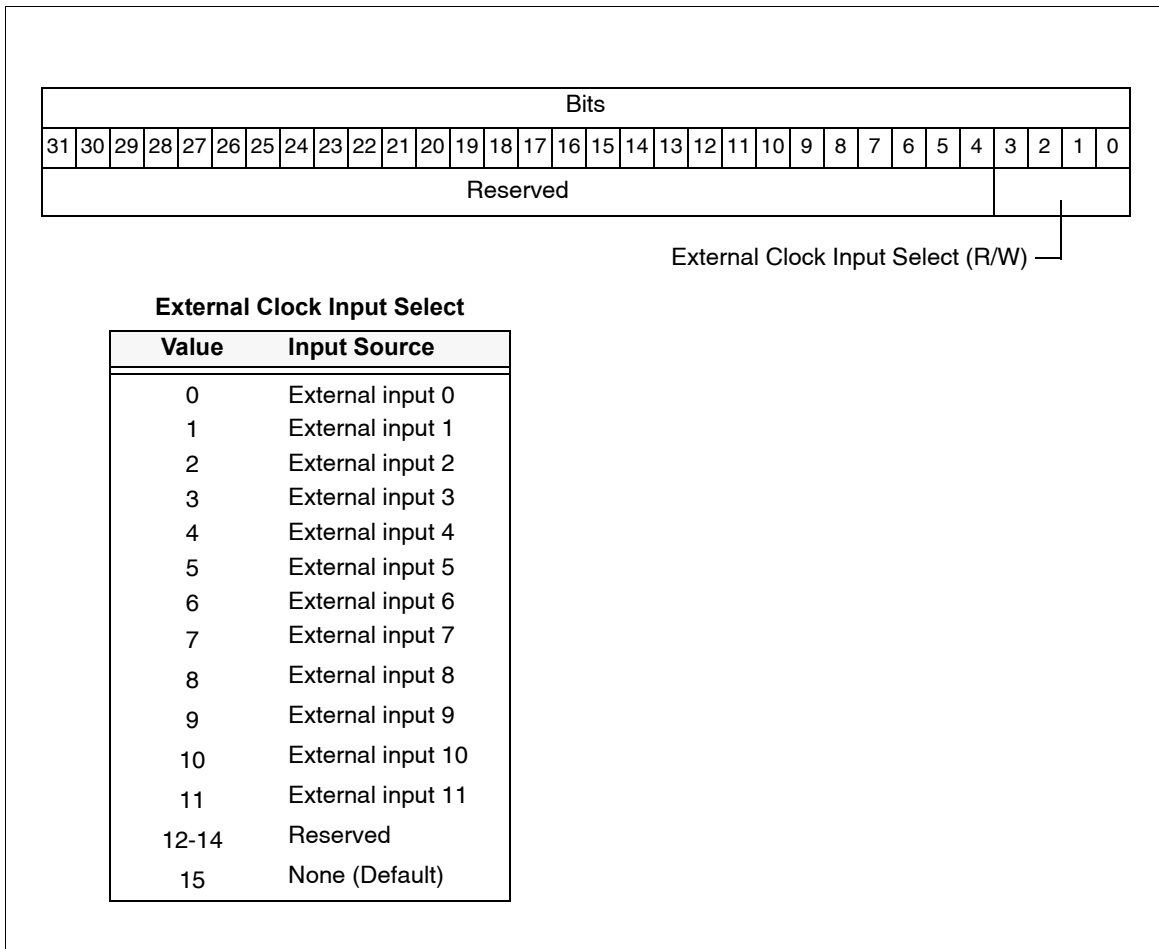 Bits
31 30 29 28 27 26 25 24 23 22 21 20 19 18 17 16 15 14 13 12 11 10 9 8 7 6 5 4 3 2 1 0
Reserved
External Clock Input Select (R/W)
External Clock Input Select
Value Input Source
0 External input 0
1 External input 1
2 External input 2
3 External input 3
4 External input 4
5 External input 5
6 External input 6
7 External input 7
8 External input 8
9 External input 9
10 External input 10
11 External input 11
12-14 Reserved
15 None (Default)